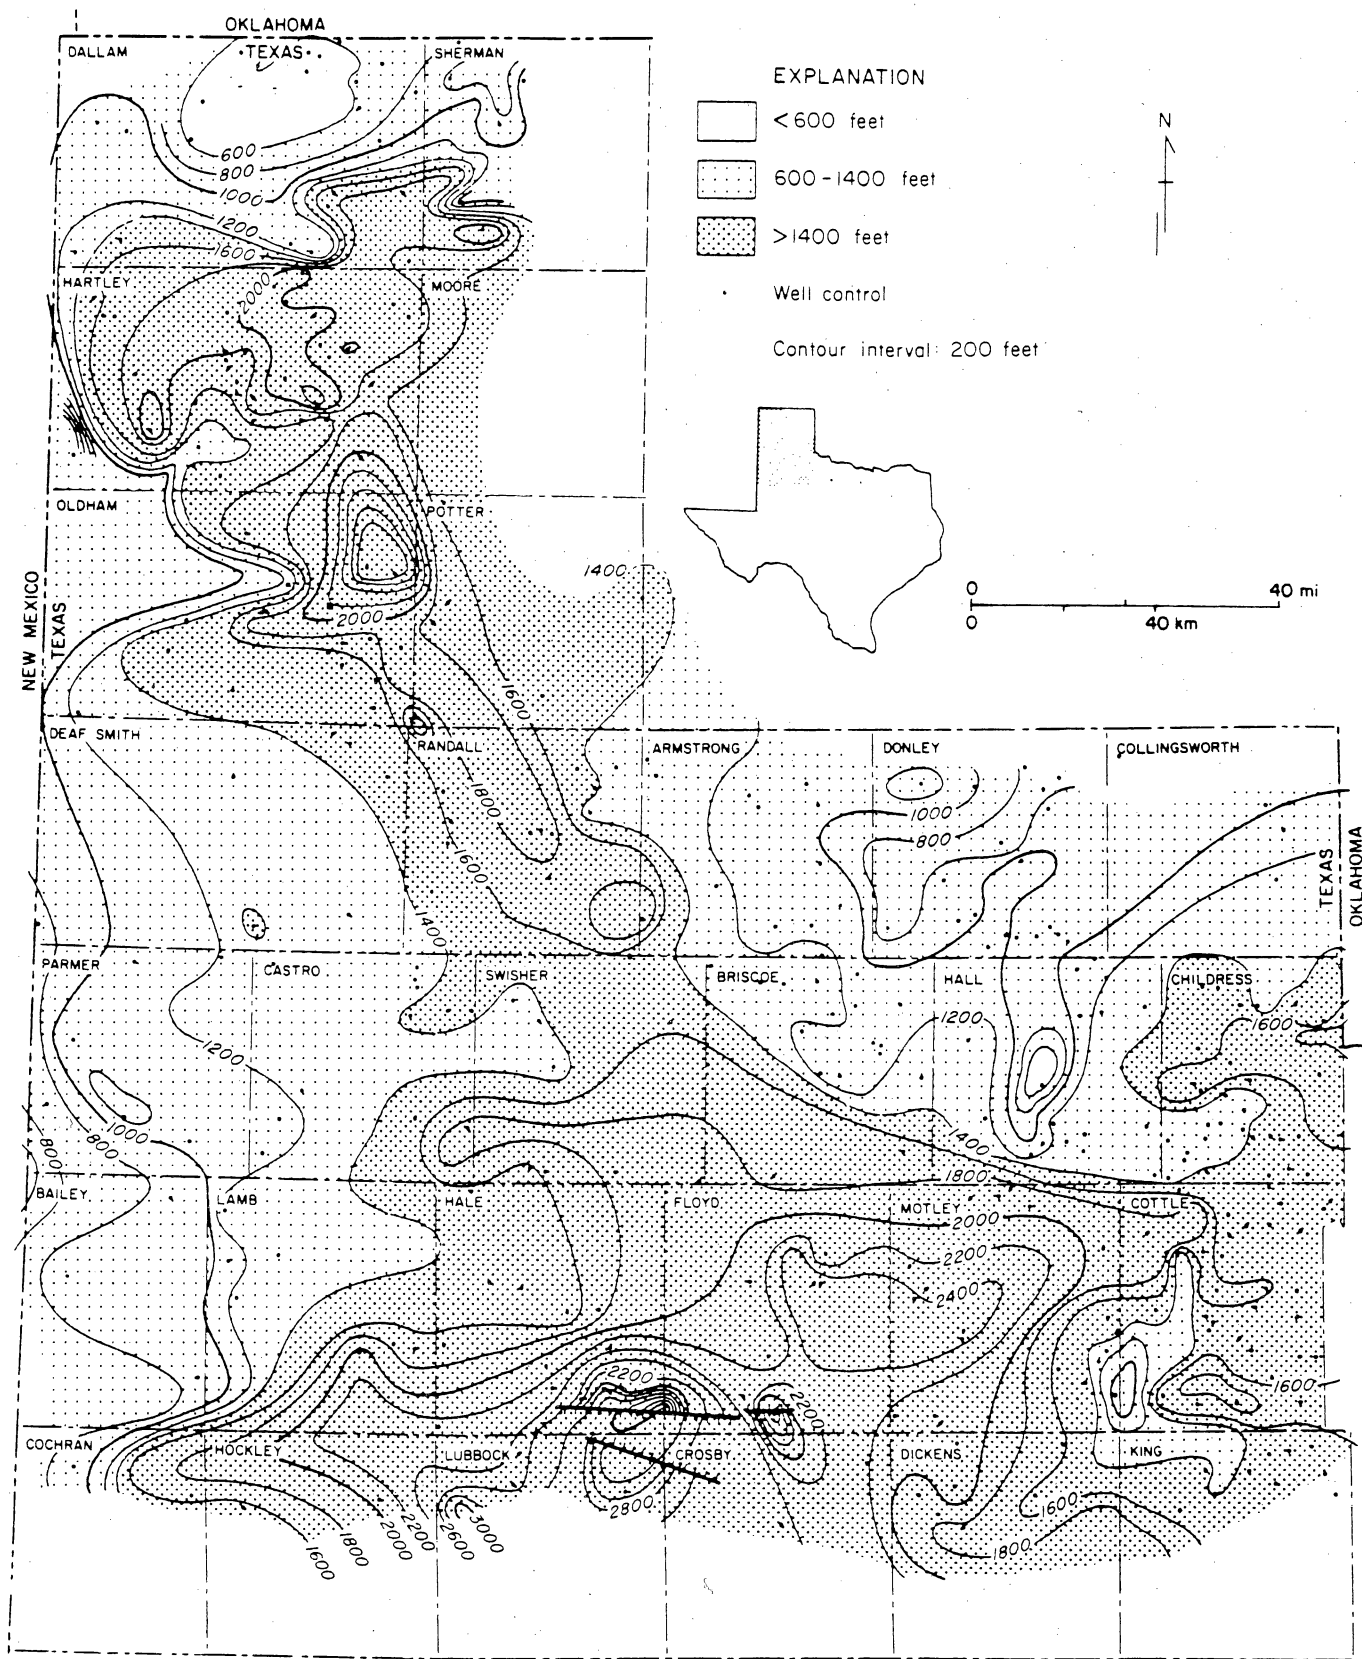 OKLAHOMA
TEXAS
DALLAM
SHERMAN
EXPLANATION
<600 feet
600-1400 feet
>1400 feet
Well control
Contour interval: 200 feet
N
600
800
1000
1200
1600
HARTLEY
2000
MOORE
OLDHAM
POTTER
1400
0 40 mi
0 40 km
NEW MEXICO
TEXAS
2000
1600
DEAF SMITH
RANDALL
ARMSTRONG
DONLEY
COLLINGSWORTH
1800
1000
800
1600
TEXAS
OKLAHOMA
1400
PARMER
CASTRO
SWISHER
BRISCOE
HALL
CHILDRESS
1200
1600
1200
1000
800
800
1400
1800
BAILEY
LAMB
HALE
FLOYD
MOTLEY
COTTLE
2000
2200
2400
2200
2200
1600
COCHRAN
HOCKLEY
LUBBOCK
CROSBY
DICKENS
KING
2800
1600
1800
1600
1800
2000
2200
2600
3000